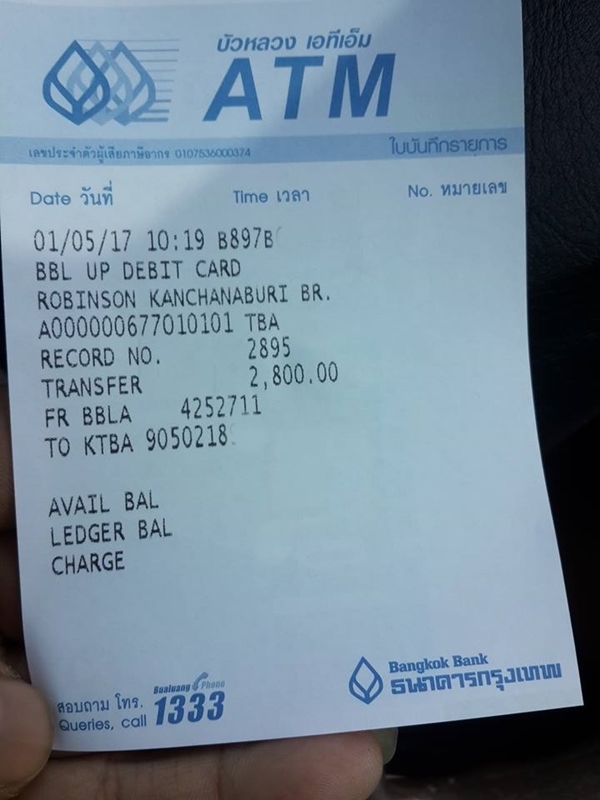 บัวหลวง เอทีเอ็ม
ATM
เลขประจำตัวผู้เสียภาษีอากร 0107536000374 ใบบันทึกรายการ
Date วันที่ Time เวลา No. หมายเลข
01/05/17 10:19 B897B
BBL UP DEBIT CARD
ROBINSON KANCHANABURI BR.
A000000677010101 TBA
RECORD NO. 2895
TRANSFER 2,800.00
FR BBLA 4252711
TO KTBA 9050218
AVAIL BAL
LEDGER BAL
CHARGE
สอบถาม โทร.
Queries, call
Bualuang Phone
1333
Bangkok Bank
ธนาคารกรุงเทพ